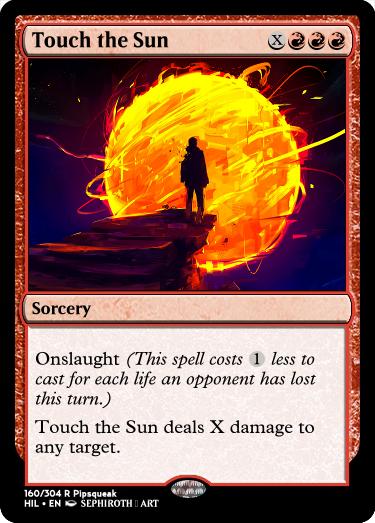 Touch the Sun X
Sorcery
Onslaught (This spell costs 1 less to
cast for each life an opponent has lost
this turn.)
Touch the Sun deals X damage to
any target.
160/304 R Pipsqueak
HIL • EN SEPHIROTH ART